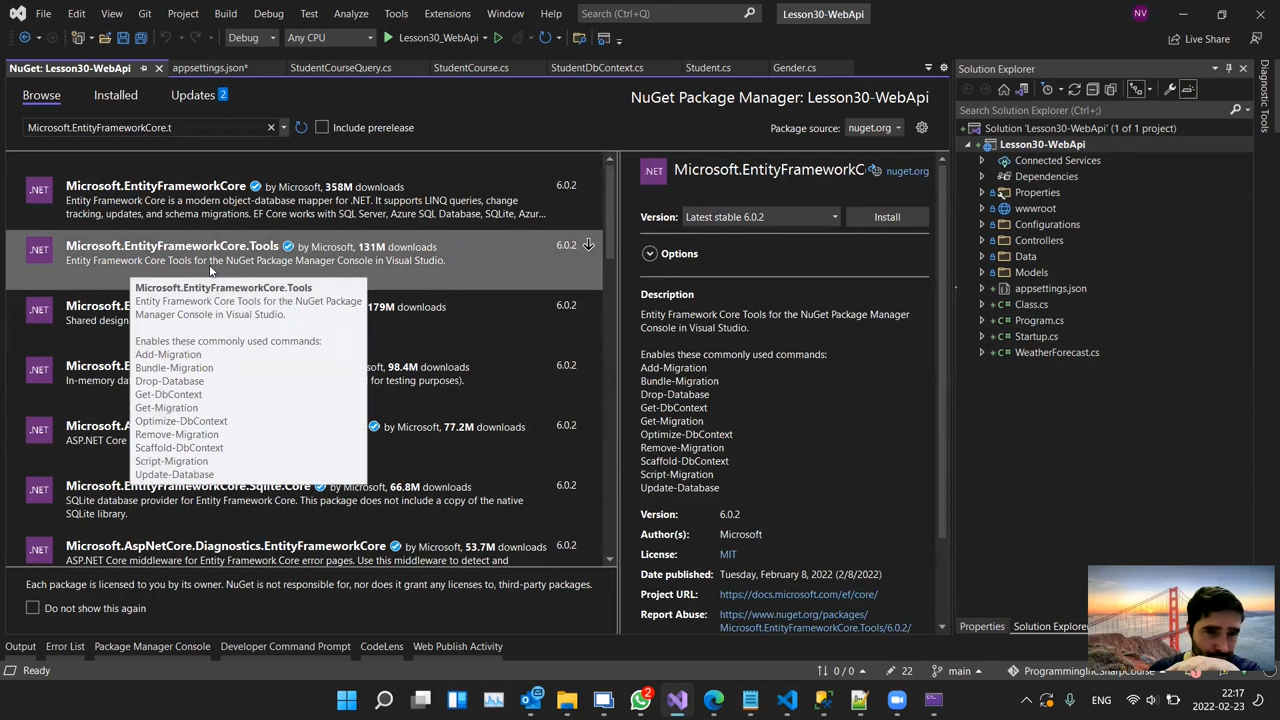 File Edit View Git Project Build Debug Test Analyze Tools Extensions Window Help Search (Ctrl+Q) Lesson30-WebApi NV
Debug Any CPU Lesson30_WebApi Live Share
NuGet: Lesson30-WebApi appsettings.json* StudentCourseQuery.cs StudentCourse.cs StudentDbContext.cs Student.cs Gender.cs
Browse Installed Updates 2
NuGet Package Manager: Lesson30-WebApi
Microsoft.EntityFrameworkCore.t Include prerelease
Package source: nuget.org
.NET Microsoft.EntityFrameworkCore by Microsoft, 358M downloads 6.0.2
Entity Framework Core is a modern object-database mapper for .NET. It supports LINQ queries, change
tracking, updates, and schema migrations. EF Core works with SQL Server, Azure SQL Database, SQLite, Azur...
.NET Microsoft.EntityFrameworkCore.Tools by Microsoft, 131M downloads 6.0.2
Entity Framework Core Tools for the NuGet Package Manager Console in Visual Studio.
Microsoft.EntityFrameworkCore.Tools
Entity Framework Core Tools for the NuGet Package
Manager Console in Visual Studio.
Enables these commonly used commands:
Add-Migration
Bundle-Migration
Drop-Database
Get-DbContext
Get-Migration
Optimize-DbContext
Remove-Migration
Scaffold-DbContext
Script-Migration
Update-Database
.NET Microsoft.E 179M downloads 6.0.2
Shared design
.NET Microsoft.E 98.4M downloads 6.0.2
In-memory da for testing purposes).
.NET Microsoft.A by Microsoft, 77.2M downloads 6.0.2
ASP.NET Core
.NET Microsoft.EntityFrameworkCore.Sqlite.Core by Microsoft, 66.8M downloads 6.0.2
SQLite database provider for Entity Framework Core. This package does not include a copy of the native
SQLite library.
.NET Microsoft.AspNetCore.Diagnostics.EntityFrameworkCore by Microsoft, 53.7M downloads 6.0.2
ASP.NET Core middleware for Entity Framework Core error pages. Use this middleware to detect and
Each package is licensed to you by its owner. NuGet is not responsible for, nor does it grant any licenses to, third-party packages.
Do not show this again
.NET Microsoft.EntityFrameworkC nuget.org
Version: Latest stable 6.0.2 Install
Options
Description
Entity Framework Core Tools for the NuGet Package Manager
Console in Visual Studio.
Enables these commonly used commands:
Add-Migration
Bundle-Migration
Drop-Database
Get-DbContext
Get-Migration
Optimize-DbContext
Remove-Migration
Scaffold-DbContext
Script-Migration
Update-Database
Version: 6.0.2
Author(s): Microsoft
License: MIT
Date published: Tuesday, February 8, 2022 (2/8/2022)
Project URL: https://docs.microsoft.com/ef/core/
Report Abuse: https://www.nuget.org/packages/
Microsoft.EntityFrameworkCore.Tools/6.0.2/
Solution Explorer
Search Solution Explorer (Ctrl+;)
Solution 'Lesson30-WebApi' (1 of 1 project)
Lesson30-WebApi
Connected Services
Dependencies
Properties
wwwroot
Configurations
Controllers
Data
Models
appsettings.json
Class.cs
Program.cs
Startup.cs
WeatherForecast.cs
Diagnostic Tools
Properties Solution Explore
Output Error List Package Manager Console Developer Command Prompt CodeLens Web Publish Activity
Ready 0 / 0 22 main ProgrammingInCsharpCourse
2 ENG 22:17
2022-02-23